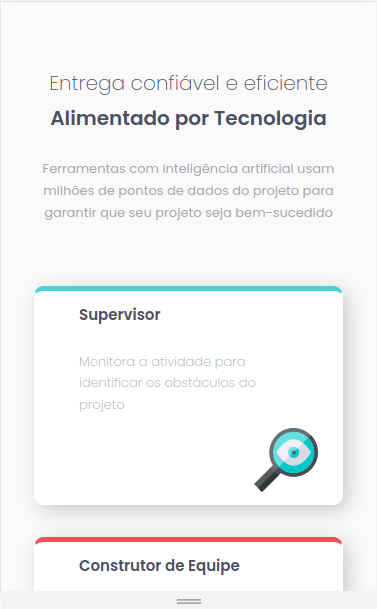 Entrega confiável e eficiente
Alimentado por Tecnologia
Ferramentas com inteligência artificial usam
milhões de pontos de dados do projeto para
garantir que seu projeto seja bem-sucedido
Supervisor
Monitora a atividade para
identificar os obstáculos do
projeto
Construtor de Equipe